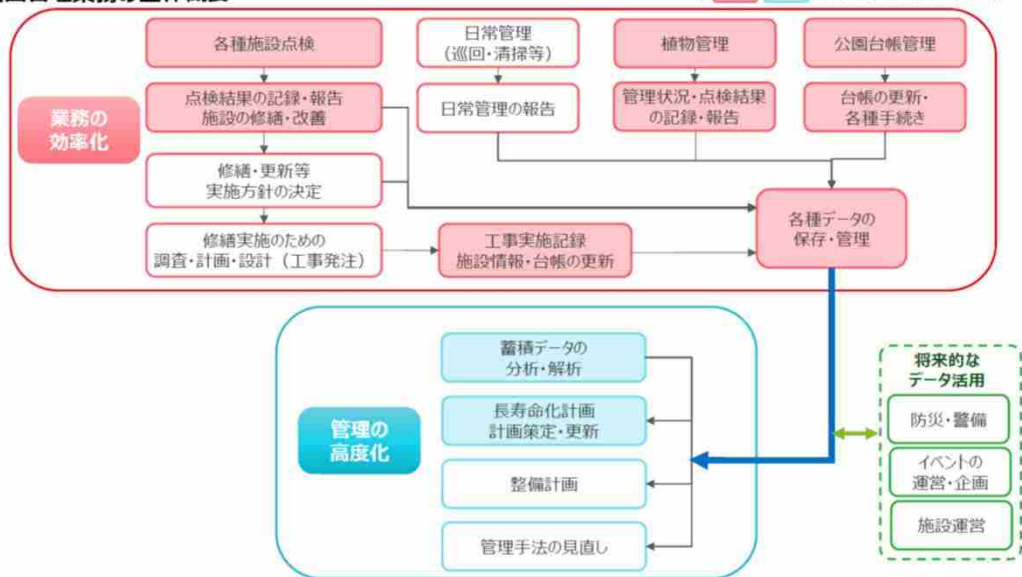 各種施設点検
日常管理
(巡回・清掃等)
植物管理
公園台帳管理
業務の
効率化
点検結果の記録・報告
施設の修繕・改善
日常管理の報告
管理状況・点検結果
の記録・報告
台帳の更新・
各種手続き
修繕・更新等
実施方針の決定
各種データの
保存・管理
修繕実施のための
調査・計画・設計（工事発注）
工事実施記録
施設情報・台帳の更新
蓄積データの
分析・解析
管理の
高度化
長寿命化計画
計画策定・更新
整備計画
管理手法の見直し
将来的な
データ活用
防災・警備
イベントの
運営・企画
施設運営